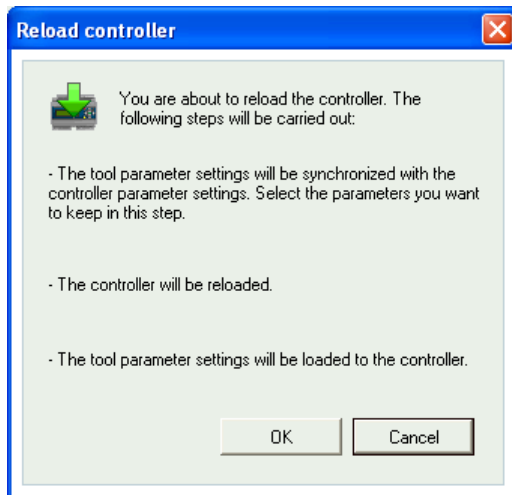 Reload controller
You are about to reload the controller. The
following steps will be carried out:
- The tool parameter settings will be synchronized with the
controller parameter settings. Select the parameters you want
to keep in this step.
- The controller will be reloaded.
- The tool parameter settings will be loaded to the controller.
OK
Cancel